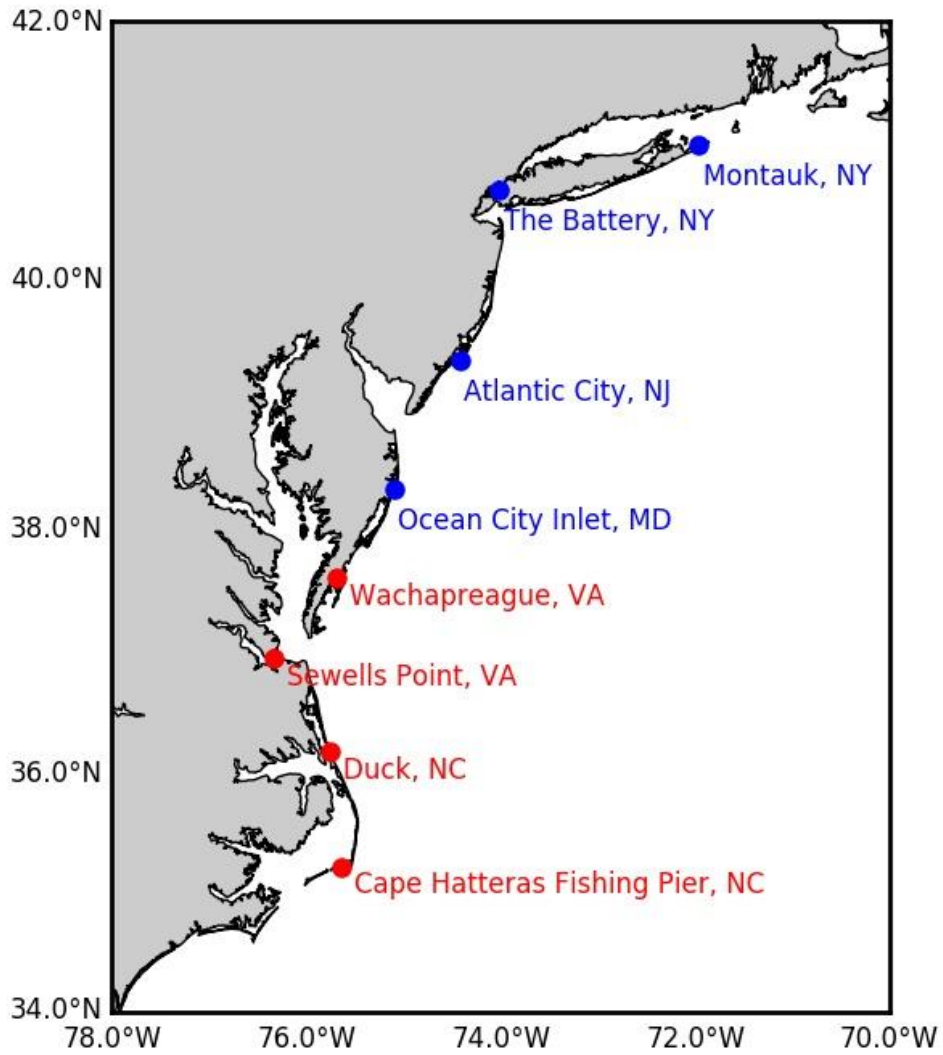 42.0°N
Montauk, NY
The Battery, NY
40.0°N
Atlantic City, NJ
Ocean City Inlet, MD
38.0°N
Wachapreague, VA
Sewells Point, VA
36.0°N
Duck, NC
Cape Hatteras Fishing Pier, NC
34.0°N
78.0°W 76.0°W 74.0°W 72.0°W 70.0°W